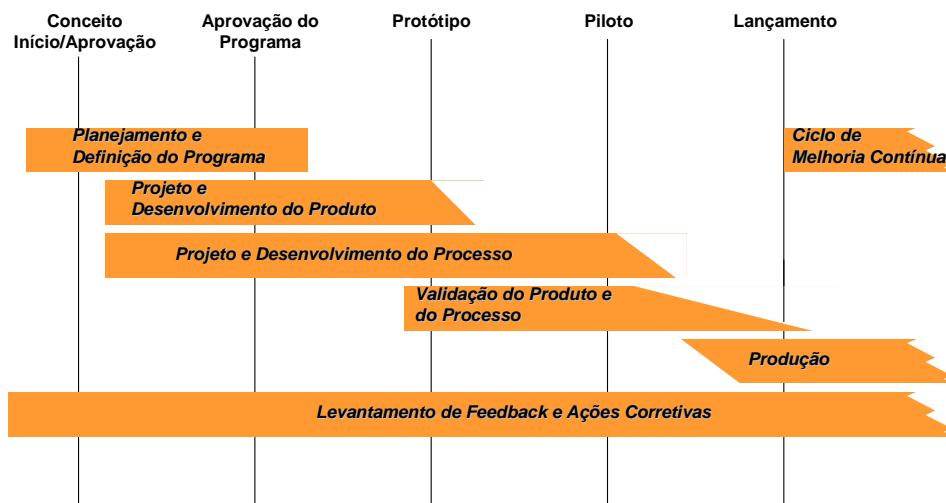 Conceito
Início/Aprovação
Aprovação do
Programa
Protótipo
Piloto
Lançamento
Planejamento e
Definição do Programa
Ciclo de
Melhoria Contínua
Projeto e
Desenvolvimento do Produto
Projeto e Desenvolvimento do Processo
Validação do Produto e
do Processo
Produção
Levantamento de Feedback e Ações Corretivas